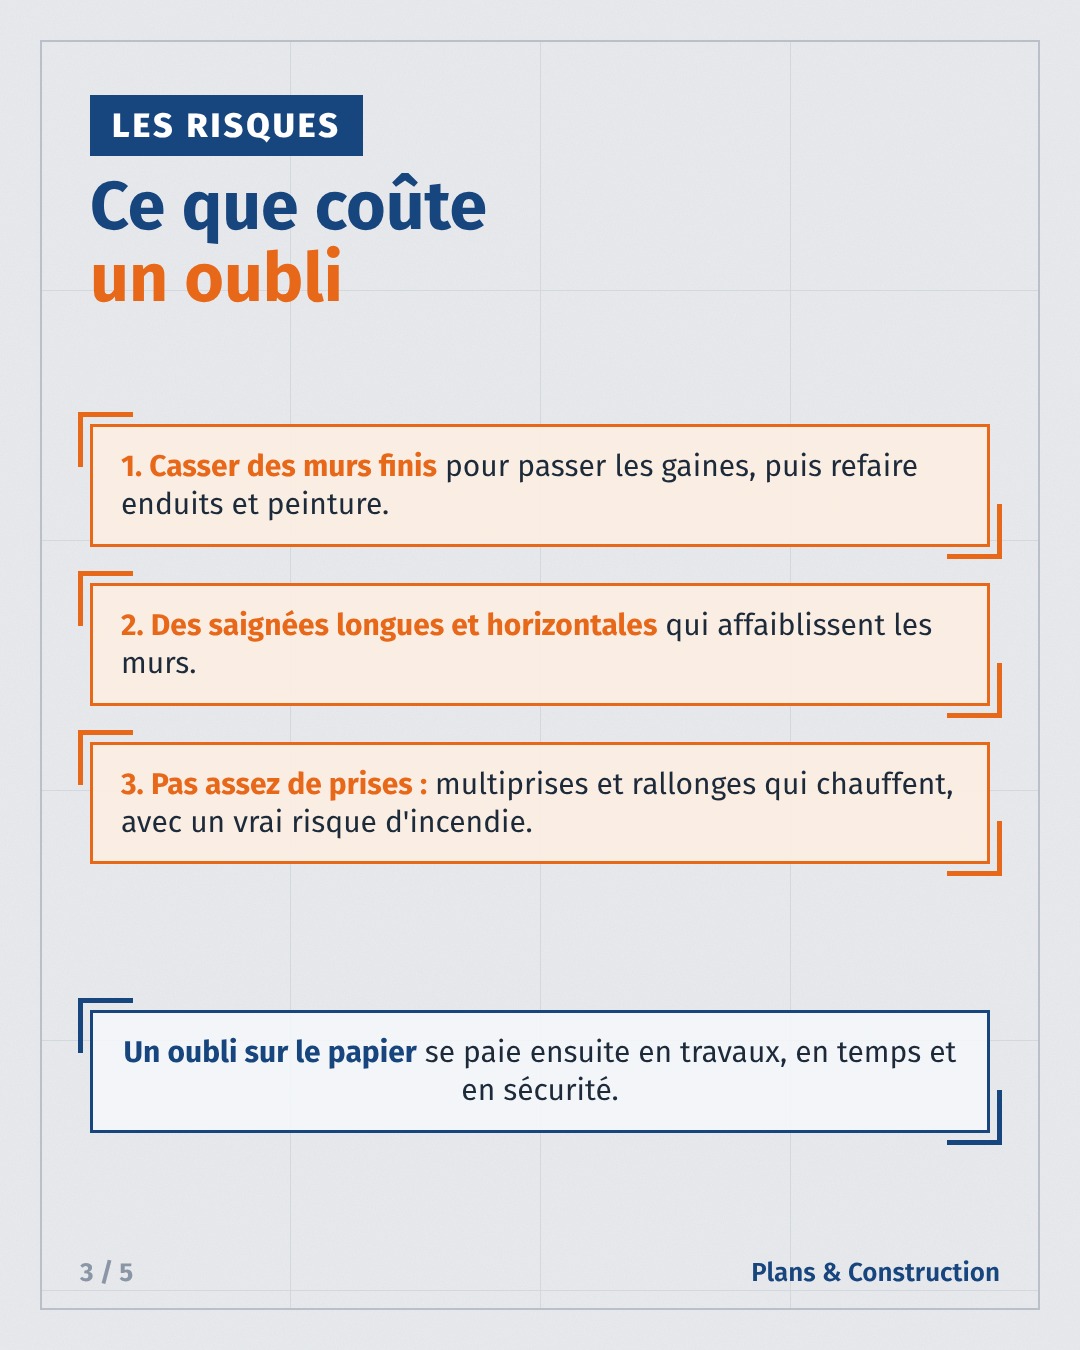 LES RISQUES
Ce que coûte
un oubli
1. Casser des murs finis pour passer les gaines, puis refaire
enduits et peinture.
2. Des saignées longues et horizontales qui affaiblissent les
murs.
3. Pas assez de prises : multiprises et rallonges qui chauffent,
avec un vrai risque d'incendie.
Un oubli sur le papier se paie ensuite en travaux, en temps et
en sécurité.
3 / 5
Plans & Construction